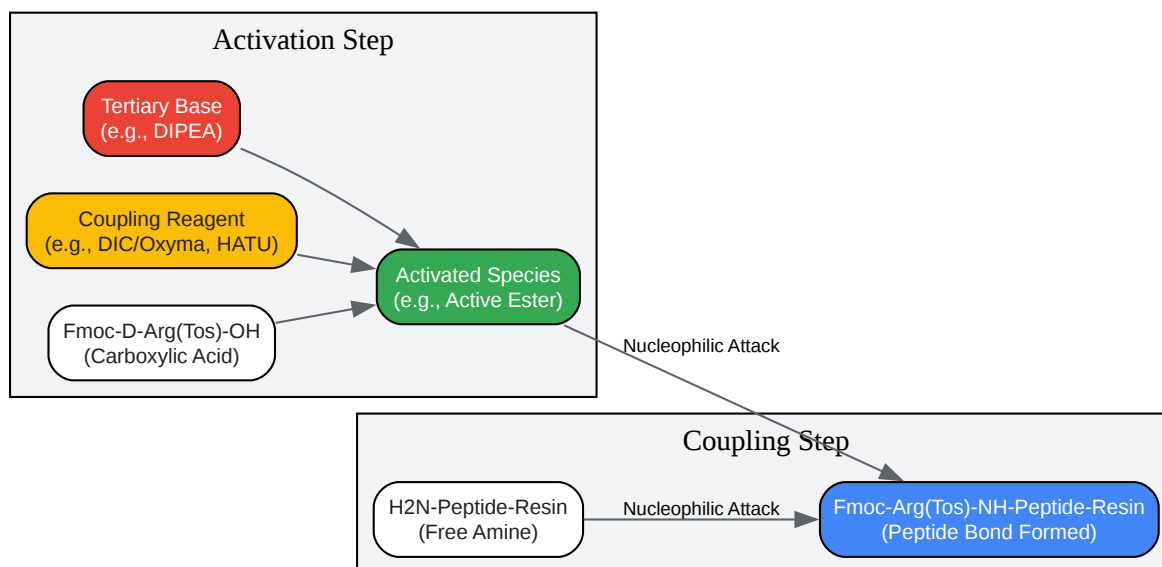 Activation Step
Tertiary Base
(e.g., DIPEA)
Coupling Reagent
(e.g., DIC/Oxyma, HATU)
Activated Species
(e.g., Active Ester)
Fmoc-D-Arg(Tos)-OH
(Carboxylic Acid)
Nucleophilic Attack
Coupling Step
H2N-Peptide-Resin
(Free Amine)
Nucleophilic Attack
Fmoc-Arg(Tos)-NH-Peptide-Resin
(Peptide Bond Formed)